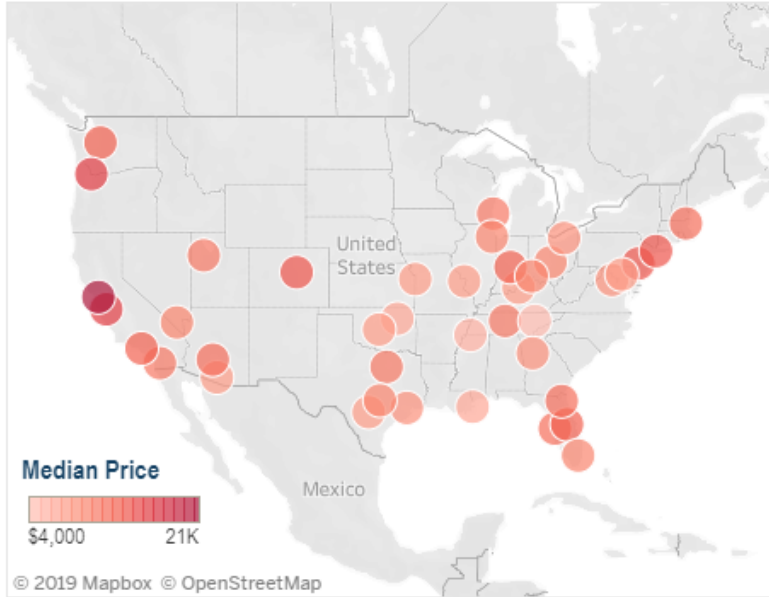 United
States
Median Price
$4,000 21K
Mexico
© 2019 Mapbox © OpenStreetMap